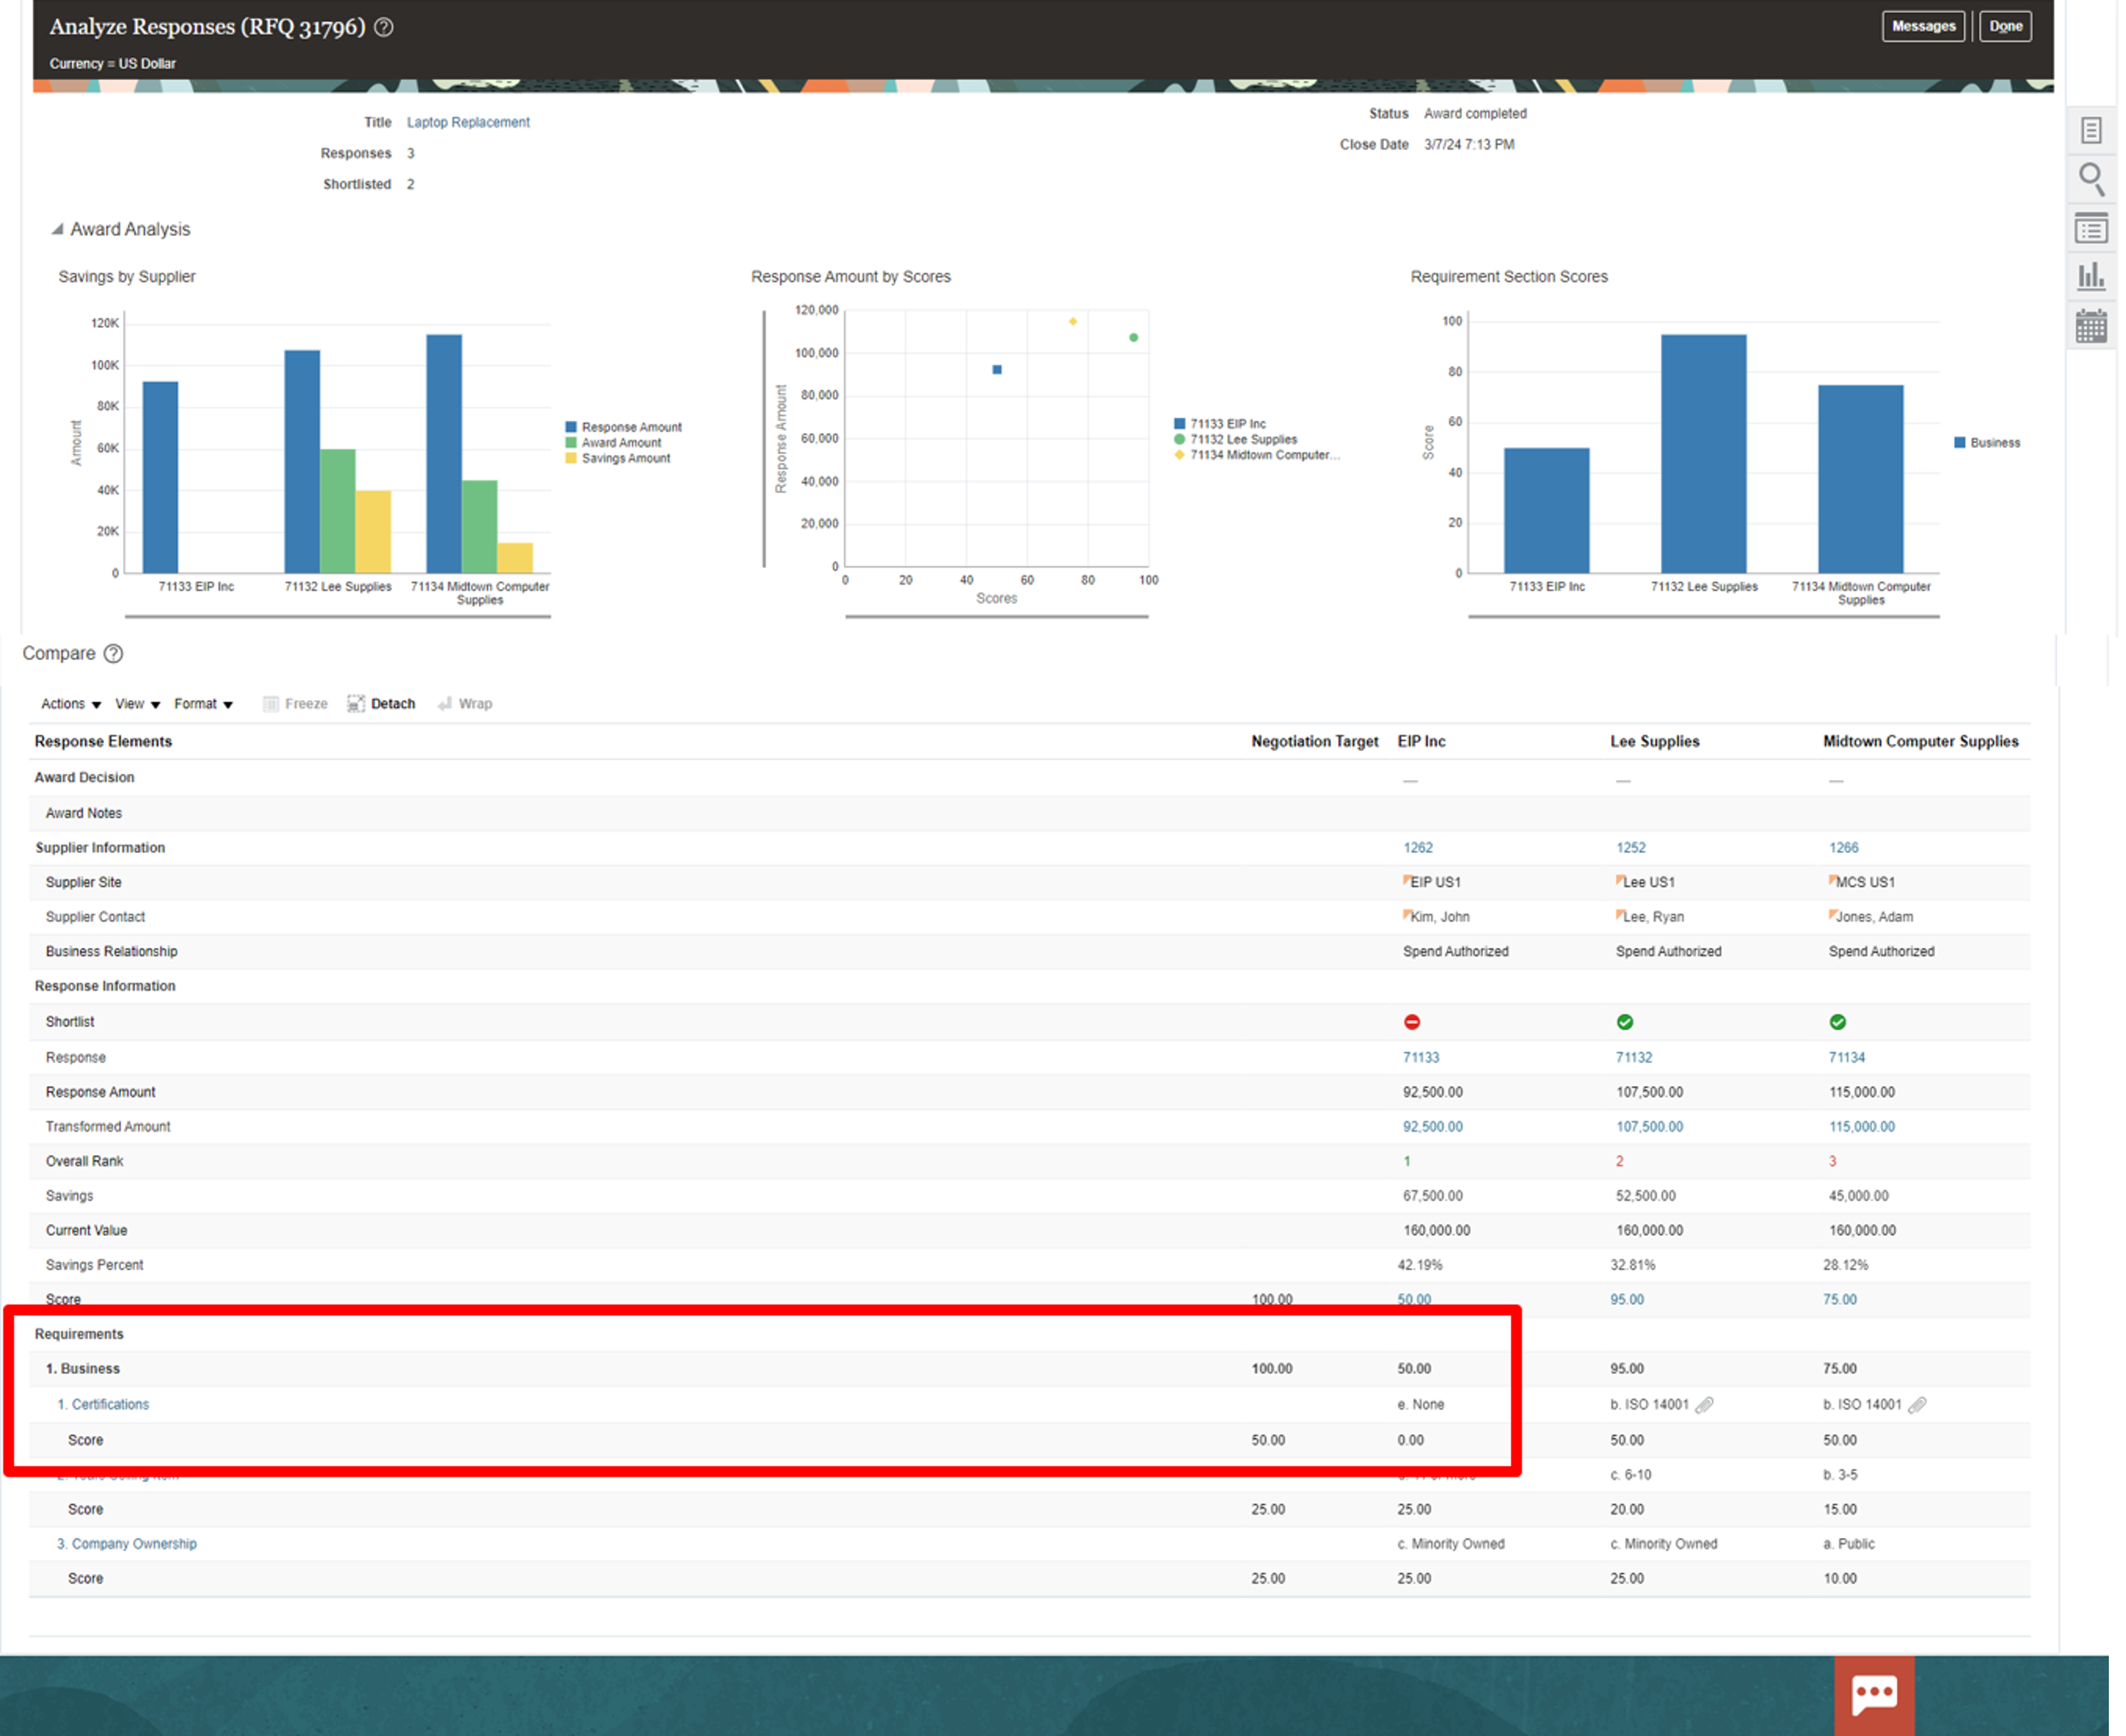 Analyze Responses (RFQ 31796)
Messages
Done
Currency = US Dollar
Title Laptop Replacement
Responses 3
Shortlisted 2
Status Award completed
Close Date 3/7/24 7:13 PM
Award Analysis
Savings by Supplier
120K
100K
80K
60K
40K
20K
0
Amount
71133 EIP Inc
71132 Lee Supplies
71134 Midtown Computer
Supplies
Response Amount
Award Amount
Savings Amount
Response Amount by Scores
120,000
100,000
80,000
60,000
40,000
20,000
0
Response Amount
0 20 40 60 80 100
Scores
71133 EIP Inc
71132 Lee Supplies
71134 Midtown Computer...
Requirement Section Scores
100
80
60
40
20
0
Score
71133 EIP Inc
71132 Lee Supplies
71134 Midtown Computer
Supplies
Business
Compare
Actions View Format Freeze Detach Wrap
Response Elements Negotiation Target EIP Inc Lee Supplies Midtown Computer Supplies
Award Decision — — —
Award Notes
Supplier Information 1262 1252 1266
Supplier Site EIP US1 Lee US1 MCS US1
Supplier Contact Kim, John Lee, Ryan Jones, Adam
Business Relationship Spend Authorized Spend Authorized Spend Authorized
Response Information
Shortlist
Response 71133 71132 71134
Response Amount 92,500.00 107,500.00 115,000.00
Transformed Amount 92,500.00 107,500.00 115,000.00
Overall Rank 1 2 3
Savings 67,500.00 52,500.00 45,000.00
Current Value 160,000.00 160,000.00 160,000.00
Savings Percent 42.19% 32.81% 28.12%
Score 100.00 50.00 95.00 75.00
Requirements
1. Business 100.00 50.00 95.00 75.00
1. Certifications e. None b. ISO 14001 b. ISO 14001
Score 50.00 0.00 50.00 50.00
c. 6-10 b. 3-5
Score 25.00 25.00 20.00 15.00
3. Company Ownership c. Minority Owned c. Minority Owned a. Public
Score 25.00 25.00 25.00 10.00